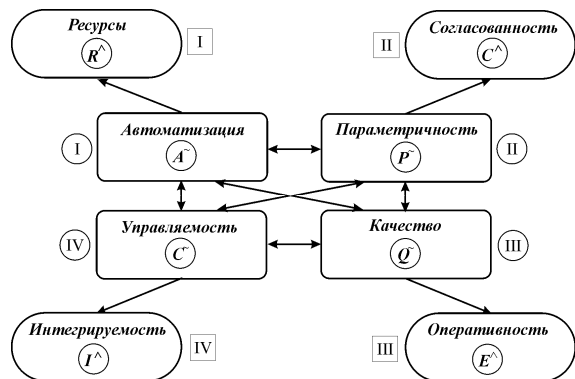 Ресурсы
R^
I
II
Согласованность
C^
I
Автоматизация
A~
Параметричность
P~
II
IV
Управляемость
C~
Качество
Q~
III
Интегрируемость
I^
IV
III
Оперативность
E^